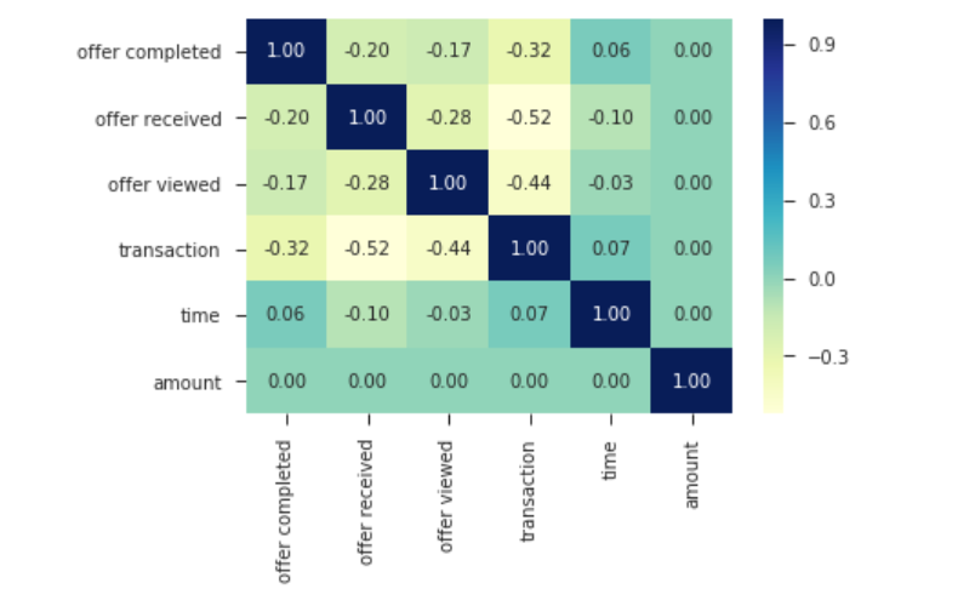 offer completed 1.00 -0.20 -0.17 -0.32 0.06 0.00
offer received -0.20 1.00 -0.28 -0.52 -0.10 0.00
offer viewed -0.17 -0.28 1.00 -0.44 -0.03 0.00
transaction -0.32 -0.52 -0.44 1.00 0.07 0.00
time 0.06 -0.10 -0.03 0.07 1.00 0.00
amount 0.00 0.00 0.00 0.00 0.00 1.00
offer completed
offer received
offer viewed
transaction
time
amount
0.9
0.6
0.3
0.0
−0.3